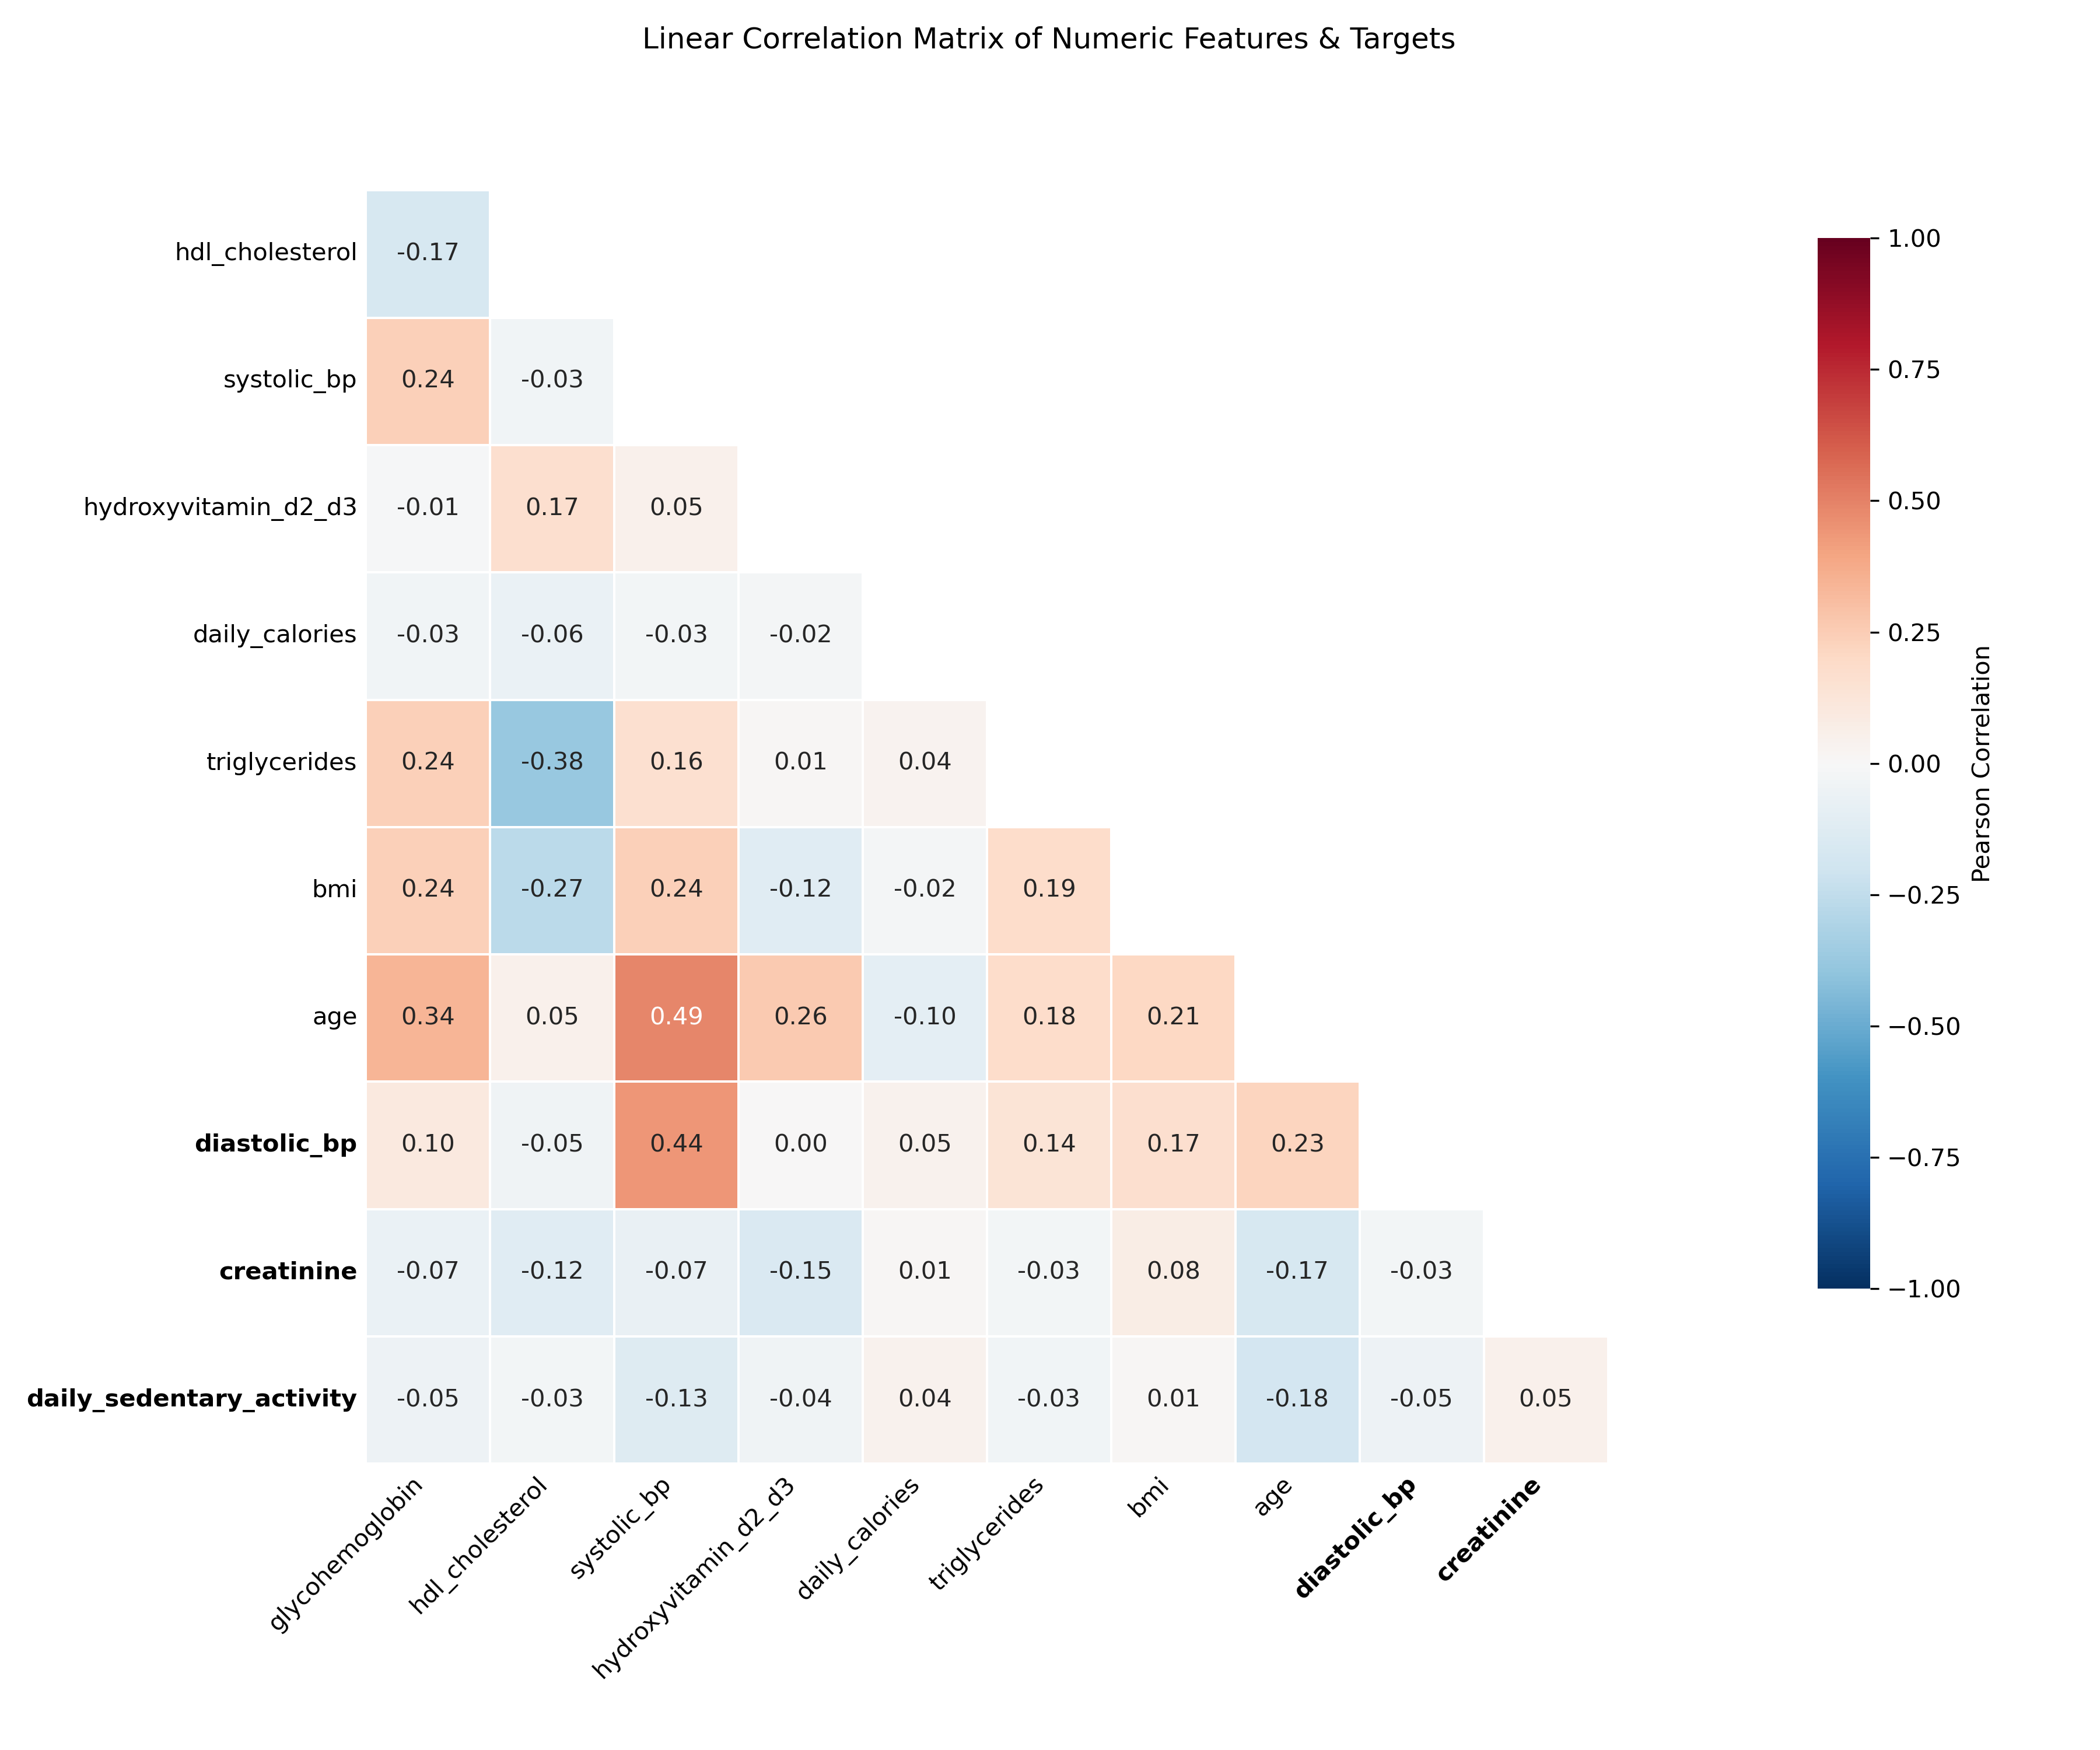 Linear Correlation Matrix of Numeric Features & Targets
hdl_cholesterol -0.17
systolic_bp 0.24 -0.03
hydroxyvitamin_d2_d3 -0.01 0.17 0.05
daily_calories -0.03 -0.06 -0.03 -0.02
triglycerides 0.24 -0.38 0.16 0.01 0.04
bmi 0.24 -0.27 0.24 -0.12 -0.02 0.19
age 0.34 0.05 0.49 0.26 -0.10 0.18 0.21
diastolic_bp 0.10 -0.05 0.44 0.00 0.05 0.14 0.17 0.23
creatinine -0.07 -0.12 -0.07 -0.15 0.01 -0.03 0.08 -0.17 -0.03
daily_sedentary_activity -0.05 -0.03 -0.13 -0.04 0.04 -0.03 0.01 -0.18 -0.05 0.05
glycohemoglobin
hdl_cholesterol
systolic_bp
hydroxyvitamin_d2_d3
daily_calories
triglycerides
bmi
age
diastolic_bp
creatinine
1.00
0.75
0.50
0.25
0.00
−0.25
−0.50
−0.75
−1.00
Pearson Correlation